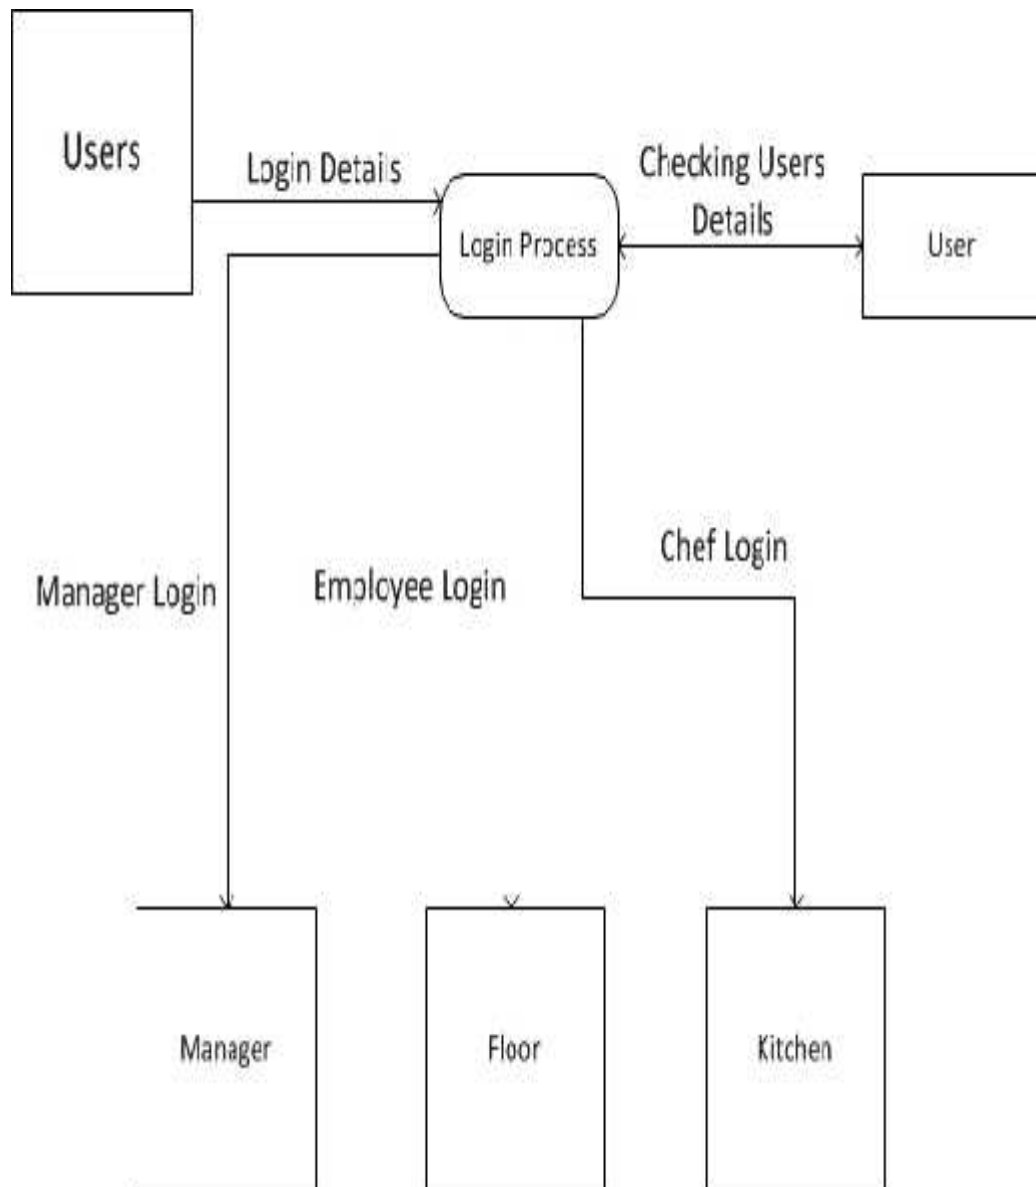 Users
Login Details
Checking Users
Details
Login Process
User
Manager Login
Employee Login
Chef Login
Manager
Floor
Kitchen